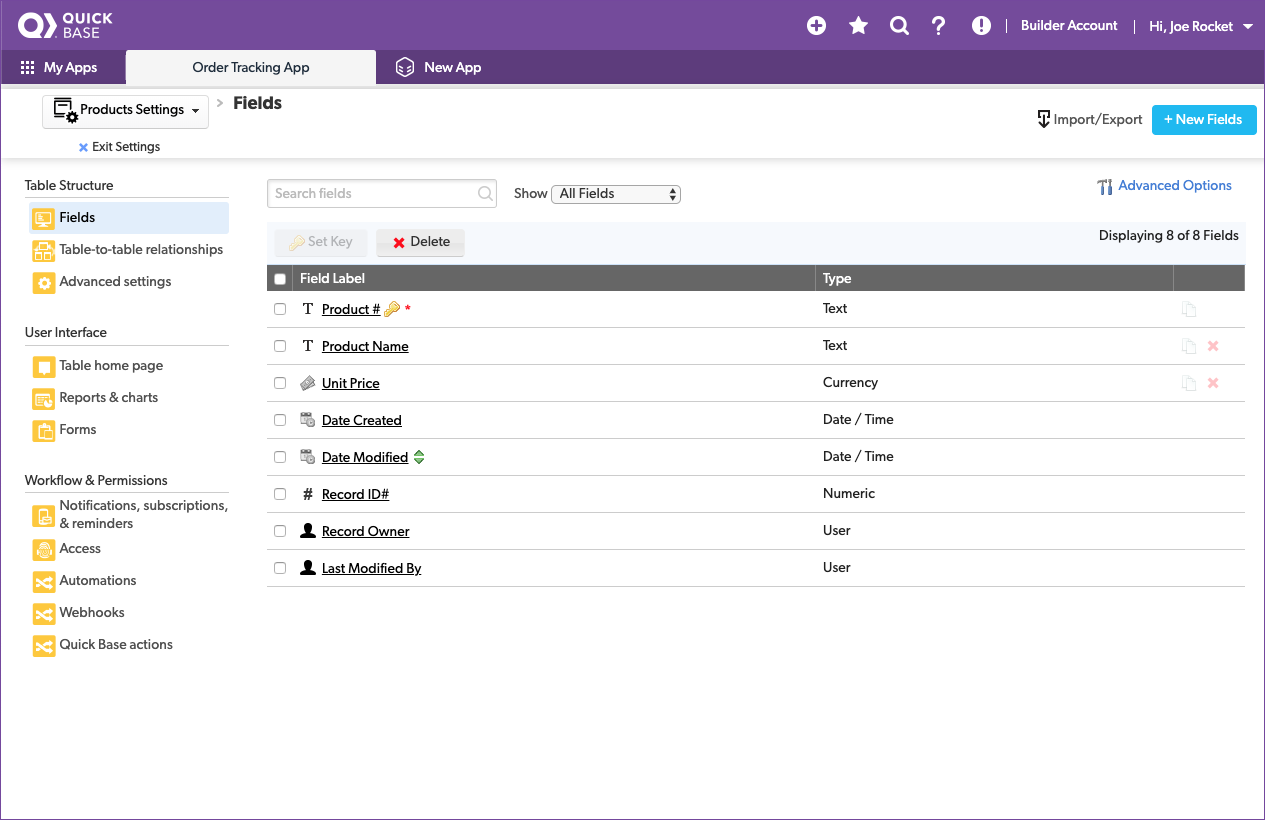 QUICK
BASE
Builder Account
Hi, Joe Rocket
My Apps
Order Tracking App
New App
Products Settings
> Fields
Import/Export
+ New Fields
Exit Settings
Table Structure
Fields
Table-to-table relationships
Advanced settings
User Interface
Table home page
Reports & charts
Forms
Workflow & Permissions
Notifications, subscriptions,
& reminders
Access
Automations
Webhooks
Quick Base actions
Search fields
Show All Fields
Advanced Options
Set Key
Delete
Displaying 8 of 8 Fields
Field Label Type
T Product # * Text
T Product Name Text
Unit Price Currency
Date Created Date / Time
Date Modified Date / Time
# Record ID# Numeric
Record Owner User
Last Modified By User